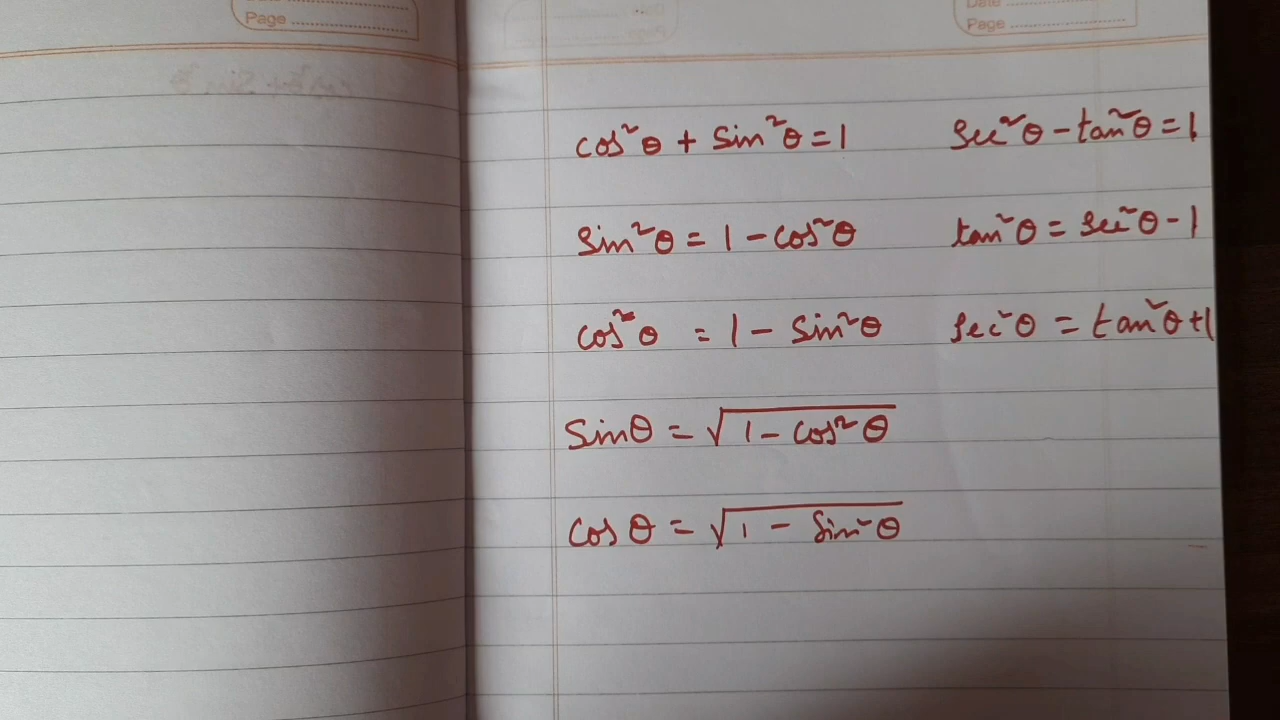 Page
Date
Page
cos²θ + sin²θ = 1
sec²θ - tan²θ = 1
sin²θ = 1 - cos²θ
tan²θ = sec²θ - 1
cos²θ = 1 - sin²θ
sec²θ = tan²θ + 1
sinθ = √(1 - cos²θ)
cosθ = √(1 - sin²θ)